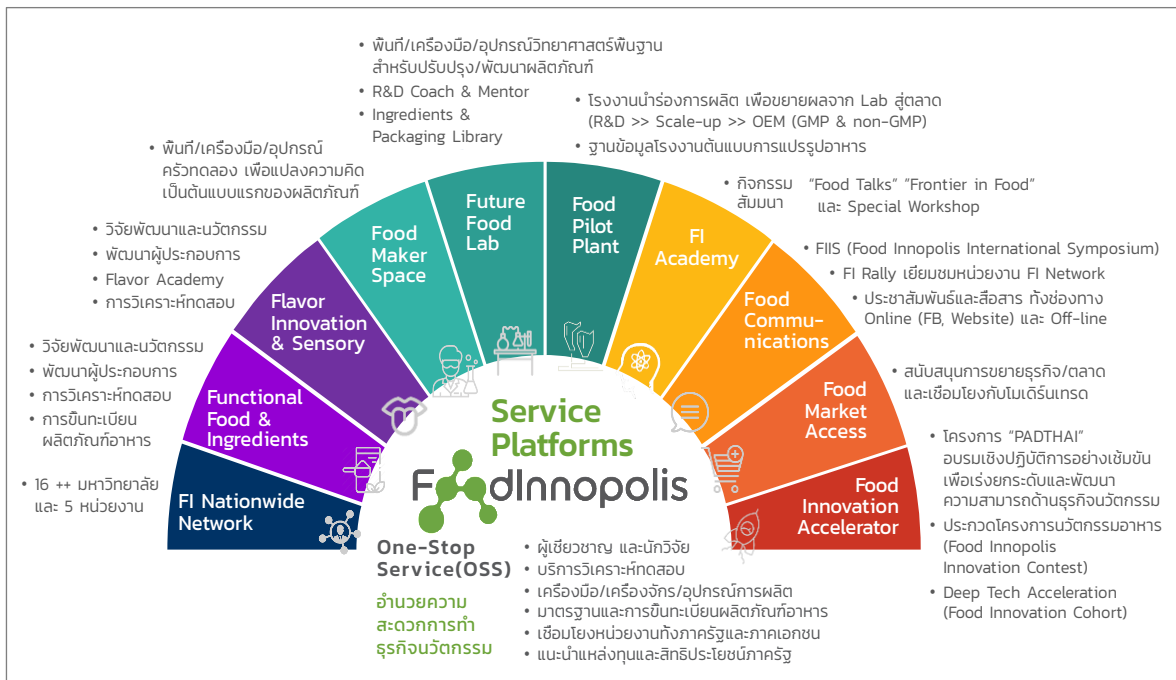 • พื้นที่/เครื่องมือ/อุปกรณ์วิทยาศาสตร์พื้นฐาน
สำหรับปรับปรุง/พัฒนาผลิตภัณฑ์
• R&D Coach & Mentor
• Ingredients &
Packaging Library
• โรงงานนำร่องการผลิต เพื่อขยายผลจาก Lab สู่ตลาด
(R&D >> Scale-up >> OEM (GMP & non-GMP)
• ฐานข้อมูลโรงงานต้นแบบการแปรรูปอาหาร
• พื้นที่/เครื่องมือ/อุปกรณ์
ครัวทดลอง เพื่อแปลงความคิด
เป็นต้นแบบแรกของผลิตภัณฑ์
• กิจกรรม "Food Talks" "Frontier in Food"
สัมมนา และ Special Workshop
• วิจัยพัฒนาและนวัตกรรม
• พัฒนาผู้ประกอบการ
• Flavor Academy
• การวิเคราะห์ทดสอบ
• FIIS (Food Innopolis International Symposium)
• FI Rally เยี่ยมชมหน่วยงาน FI Network
• ประชาสัมพันธ์และสื่อสาร ทั้งช่องทาง
Online (FB, Website) และ Off-line
• วิจัยพัฒนาและนวัตกรรม
• พัฒนาผู้ประกอบการ
• การวิเคราะห์ทดสอบ
• การขึ้นทะเบียน
ผลิตภัณฑ์อาหาร
• สนับสนุนการขยายธุรกิจ/ตลาด
และเชื่อมโยงกับโมเดิร์นเทรด
• 16 ++ มหาวิทยาลัย
และ 5 หน่วยงาน
• โครงการ "PADTHAI"
อบรมเชิงปฏิบัติการอย่างเข้มข้น
เพื่อเร่งยกระดับและพัฒนา
ความสามารถด้านธุรกิจนวัตกรรม
• ประกวดโครงการนวัตกรรมอาหาร
(Food Innopolis
Innovation Contest)
• Deep Tech Acceleration
(Food Innovation Cohort)
FI Nationwide
Network
Functional
Food &
Ingredients
Flavor
Innovation
& Sensory
Food
Maker
Space
Future
Food
Lab
Food
Pilot
Plant
FI
Academy
Food
Commu-
nications
Food
Market
Access
Food
Innovation
Accelerator
Service
Platforms
FoodInnopolis
One-Stop
Service(OSS)
อำนวยความ
สะดวกการทำ
ธุรกิจนวัตกรรม
• ผู้เชี่ยวชาญ และนักวิจัย
• บริการวิเคราะห์ทดสอบ
• เครื่องมือ/เครื่องจักร/อุปกรณ์การผลิต
• มาตรฐานและการขึ้นทะเบียนผลิตภัณฑ์อาหาร
• เชื่อมโยงหน่วยงานทั้งภาครัฐและภาคเอกชน
• แนะนำแหล่งทุนและสิทธิประโยชน์ภาครัฐ